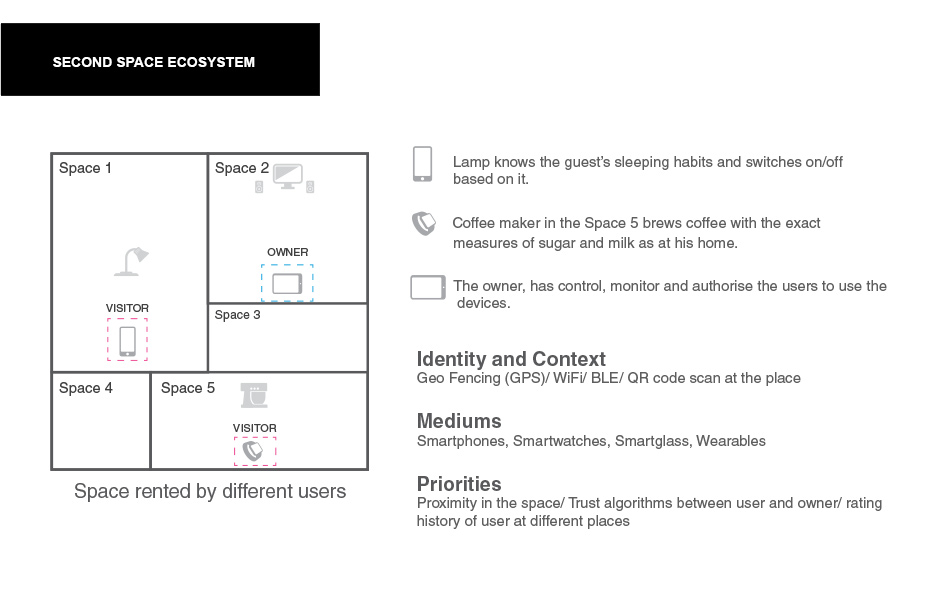 SECOND SPACE ECOSYSTEM
Space 1
Space 2
OWNER
VISITOR
Space 3
Space 4
Space 5
VISITOR
Space rented by different users
Lamp knows the guest’s sleeping habits and switches on/off
based on it.
Coffee maker in the Space 5 brews coffee with the exact
measures of sugar and milk as at his home.
The owner, has control, monitor and authorise the users to use the
devices.
Identity and Context
Geo Fencing (GPS)/ WiFi/ BLE/ QR code scan at the place
Mediums
Smartphones, Smartwatches, Smartglass, Wearables
Priorities
Proximity in the space/ Trust algorithms between user and owner/ rating
history of user at different places